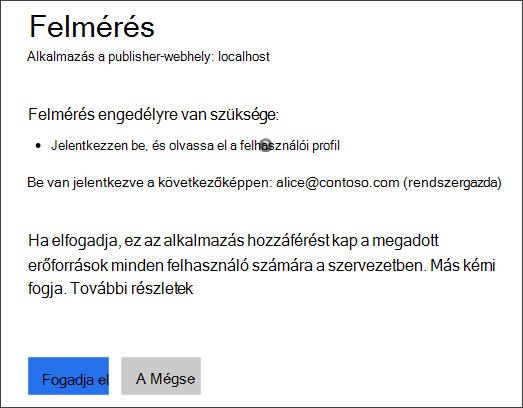 Felmérés
Alkalmazás a publisher-webhely: localhost
Felmérés engedélyre van szüksége:
• Jelentkezzen be, és olvassa el a felhasználói profil
Be van jelentkezve a következőképpen: alice@contoso.com (rendszergazda)
Ha elfogadja, ez az alkalmazás hozzáférést kap a megadott
erőforrások minden felhasználó számára a szervezetben. Más kérni
fogja. További részletek
Fogadja el
A Mégse